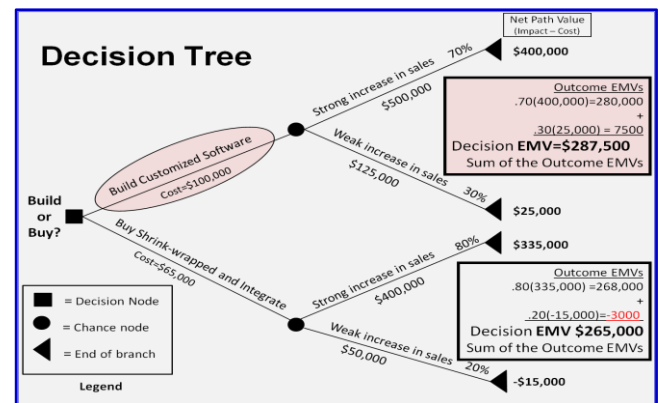 Net Path Value
(Impact – Cost)
Decision Tree
Strong increase in sales
70%
$500,000
$400,000
Outcome EMVs
.70(400,000)=280,000
+
.30(25,000) = 7500
Decision EMV=$287,500
Sum of the Outcome EMVs
Build Customized Software
Cost=$100,000
Weak increase in sales
30%
$125,000
$25,000
Build
or
Buy?
Buy Shrink-wrapped and Integrate
Cost=$65,000
Strong increase in sales
80%
$400,000
$335,000
Outcome EMVs
.80(335,000) =268,000
+
.20(-15,000)=-3000
Decision EMV $265,000
Sum of the Outcome EMVs
Weak increase in sales
20%
$50,000
-$15,000
= Decision Node
= Chance node
= End of branch
Legend